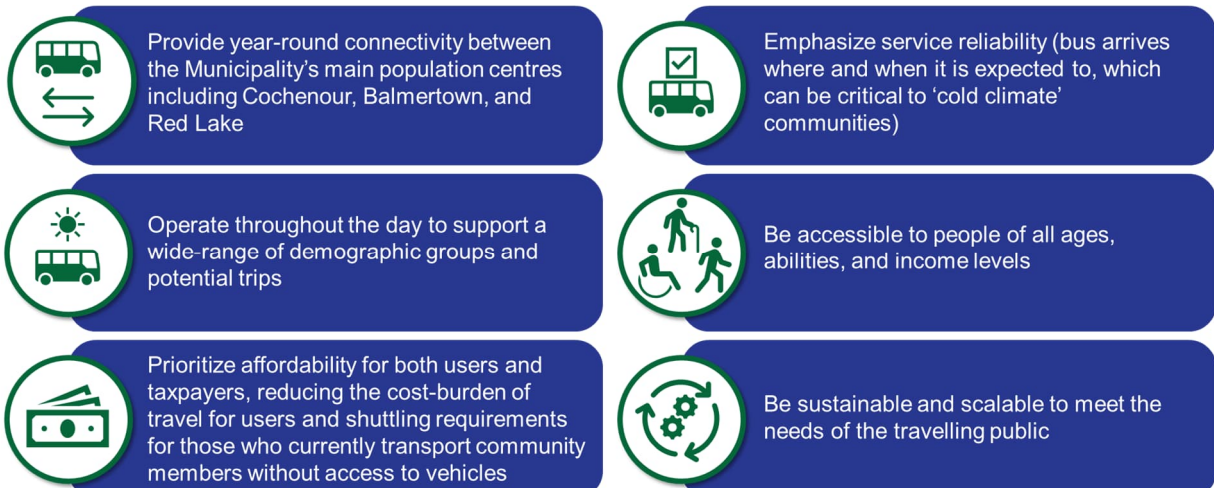 Provide year-round connectivity between
the Municipality's main population centres
including Cochenour, Balmertown, and
Red Lake
Emphasize service reliability (bus arrives
where and when it is expected to, which
can be critical to 'cold climate'
communities)
Operate throughout the day to support a
wide-range of demographic groups and
potential trips
Be accessible to people of all ages,
abilities, and income levels
Prioritize affordability for both users and
taxpayers, reducing the cost-burden of
travel for users and shuttling requirements
for those who currently transport community
members without access to vehicles
Be sustainable and scalable to meet the
needs of the travelling public